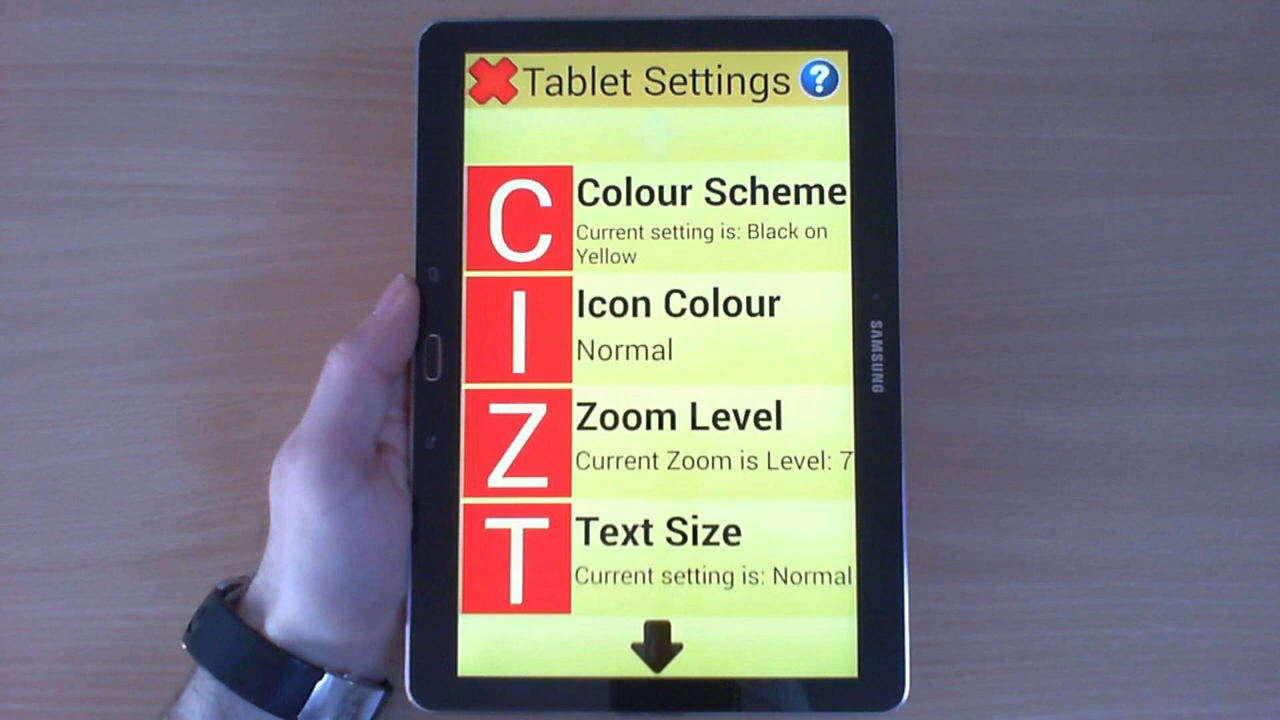 Tablet Settings ?
C
Colour Scheme
Current setting is: Black on
Yellow
I
Icon Colour
Normal
Z
Zoom Level
Current Zoom is Level: 7
T
Text Size
Current setting is: Normal
SAMSUNG